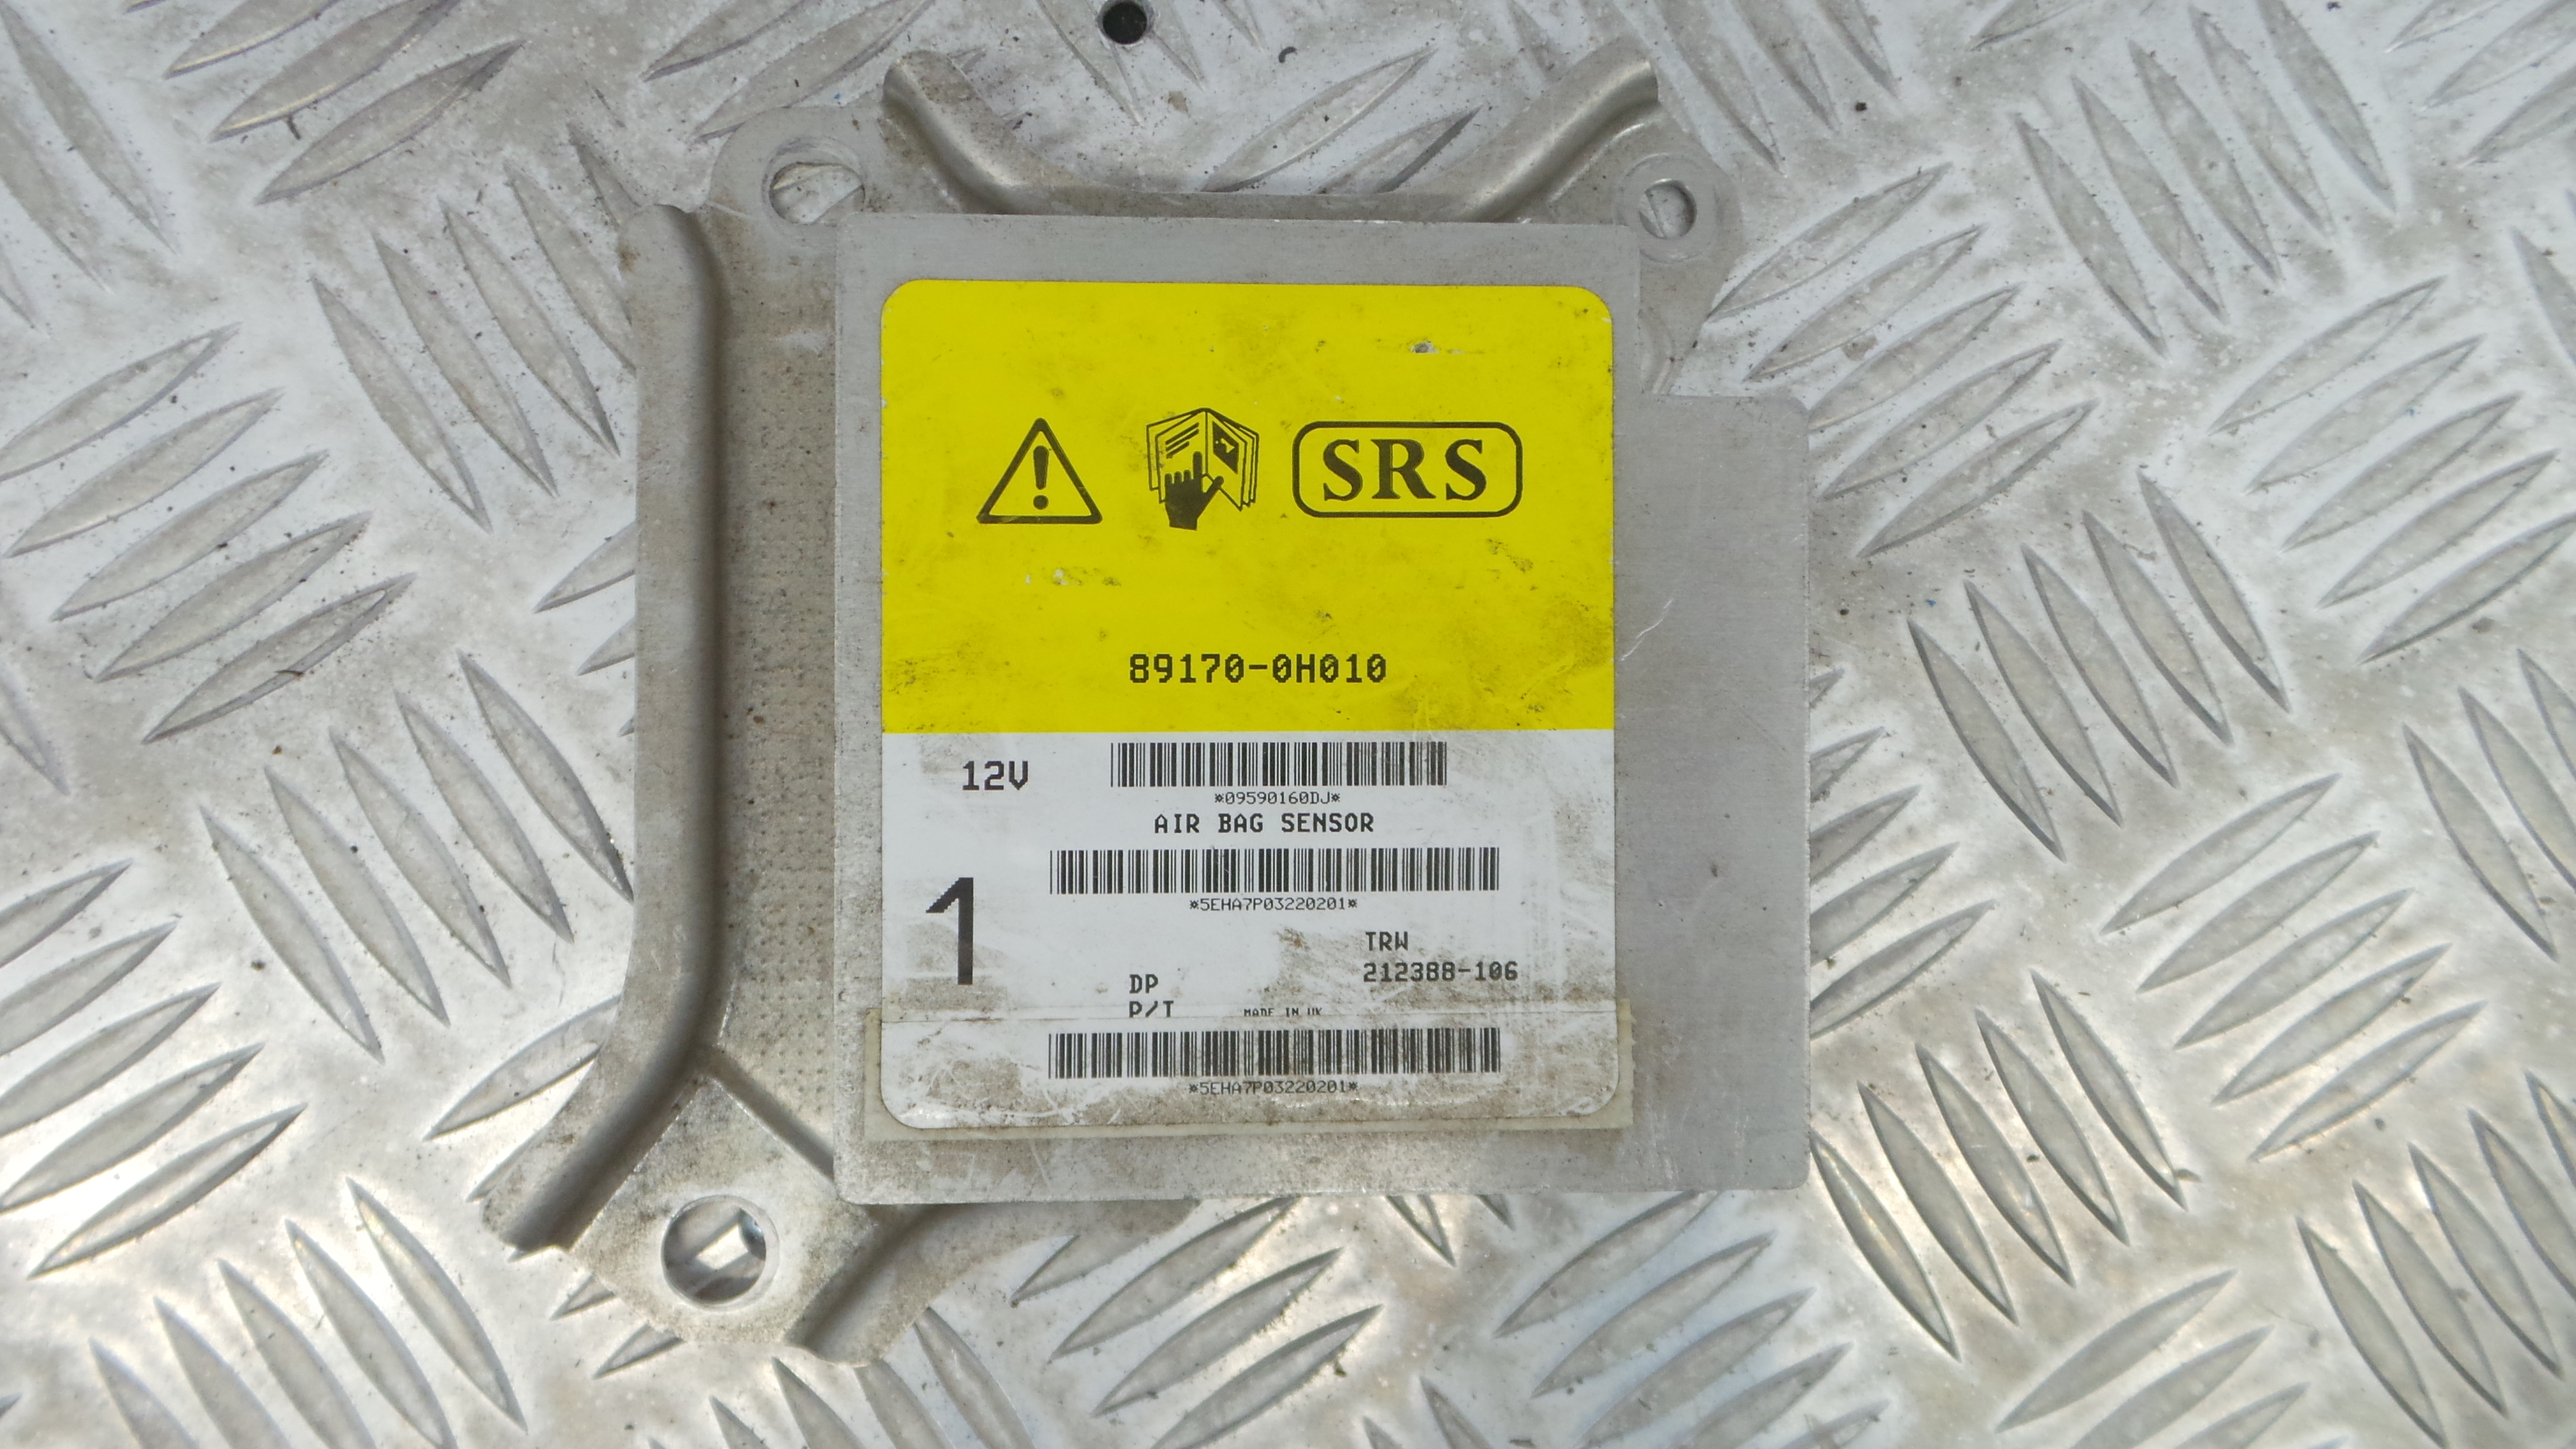 SRS
89170-0H010
12V
*09590160DJ*
AIR BAG SENSOR
*5EHA7P03220201*
1
TRW
212388-106
DP
P/T
MADE IN UK
*5EHA7P03220201*